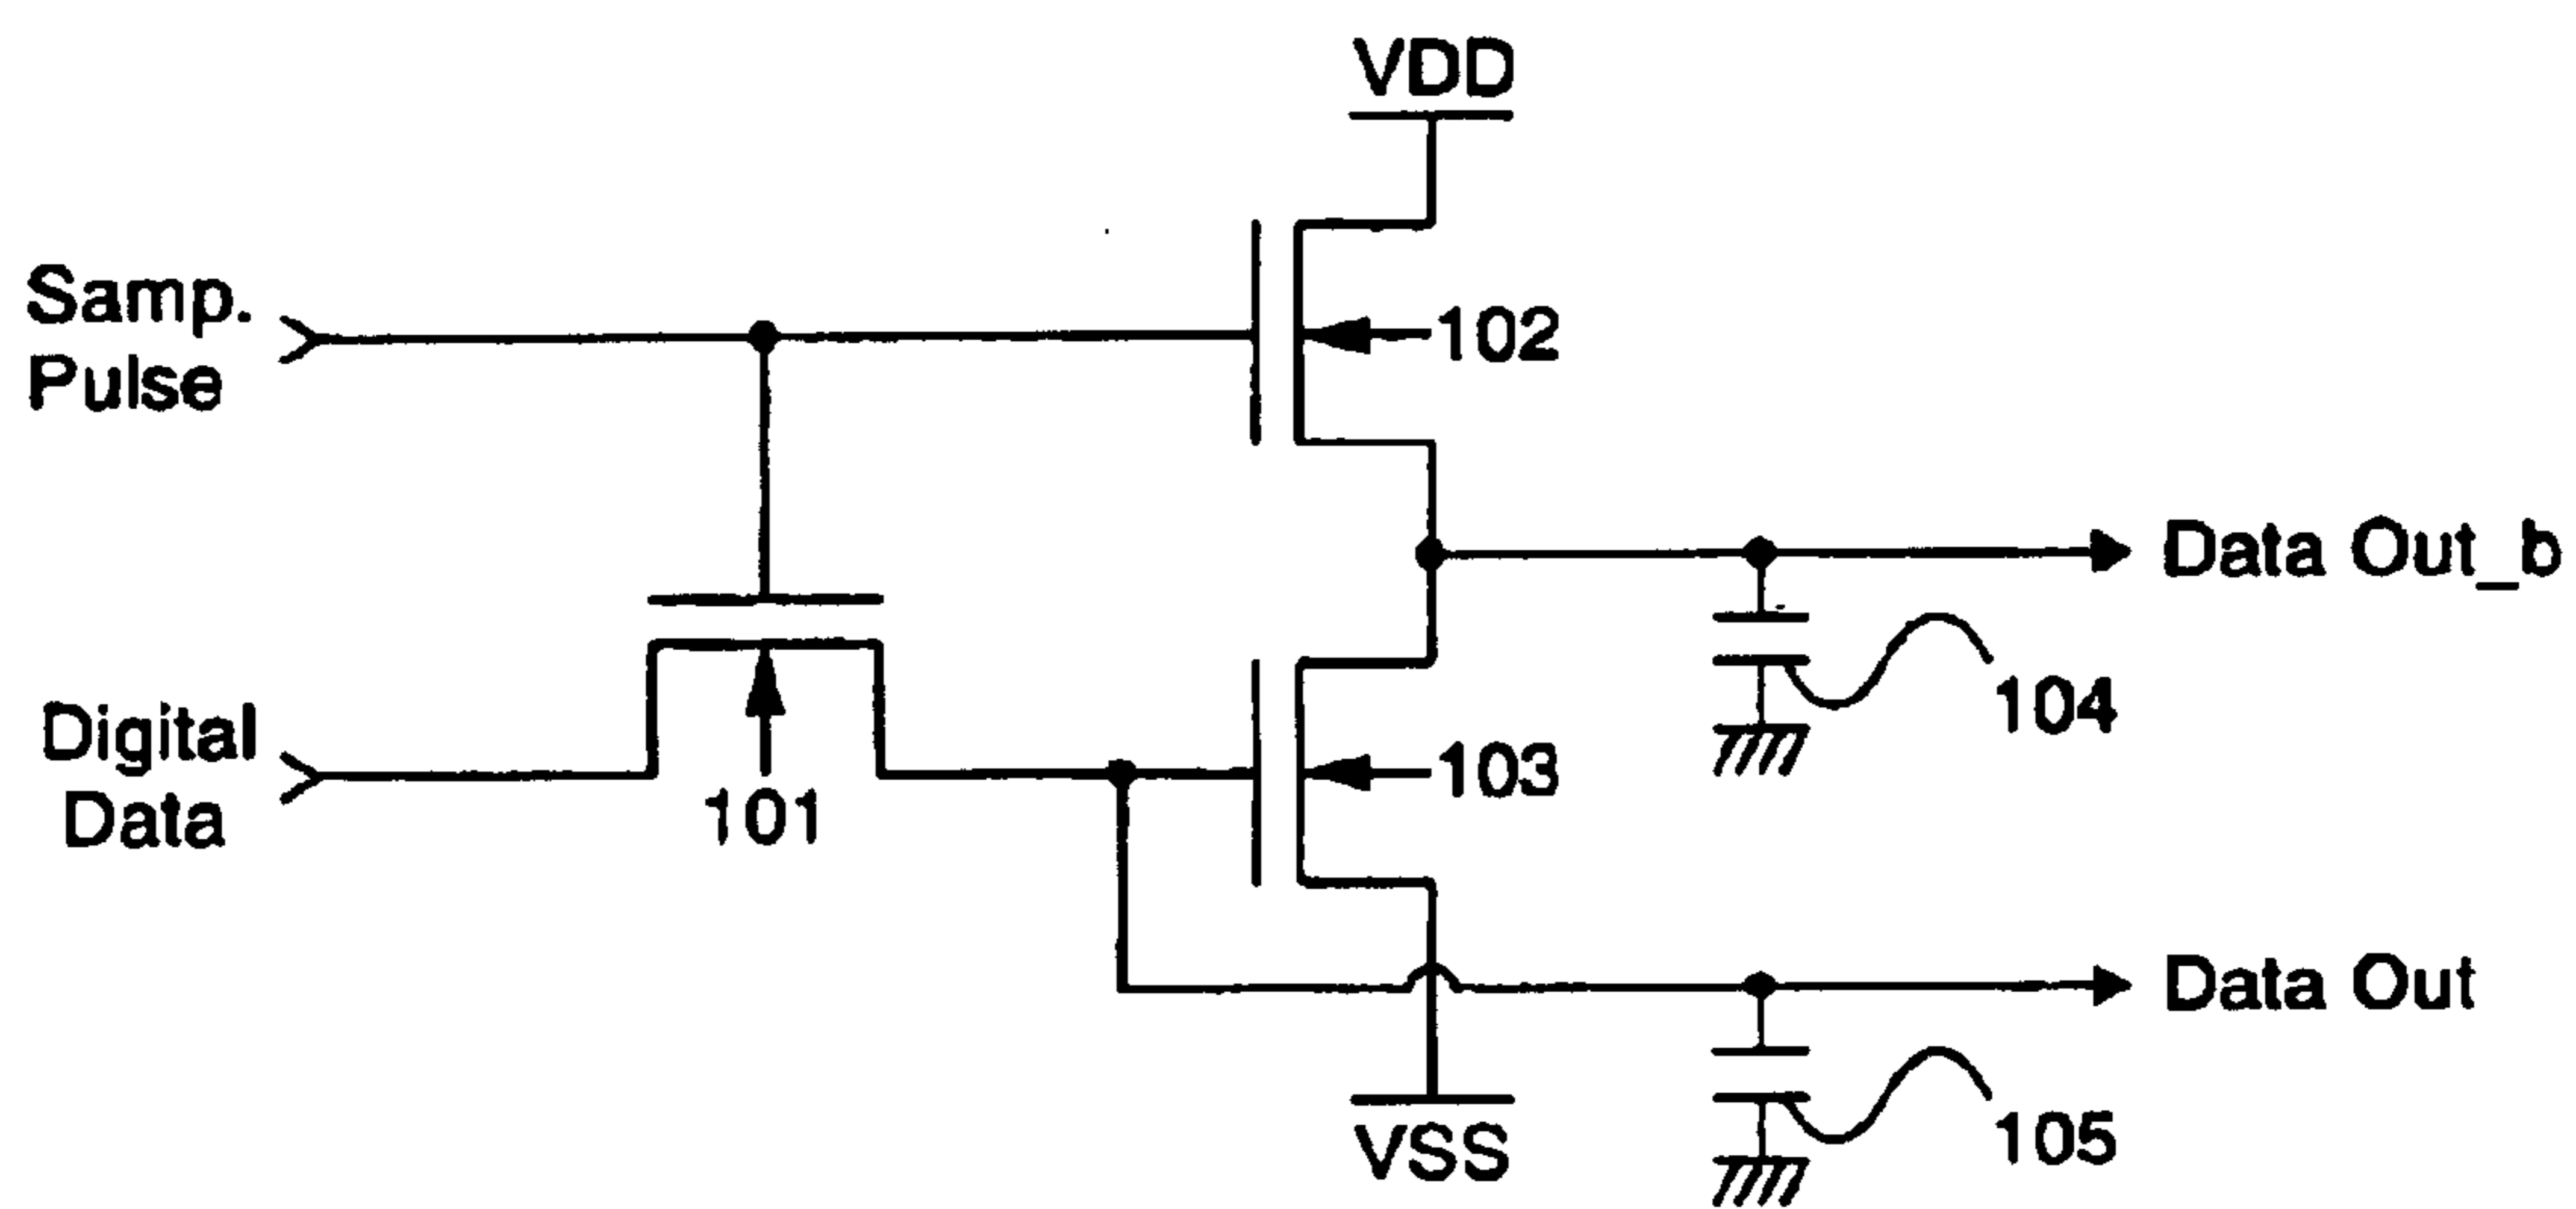 VDD
Samp.
Pulse
102
Data Out_b
104
Digital
Data
101
103
Data Out
105
VSS